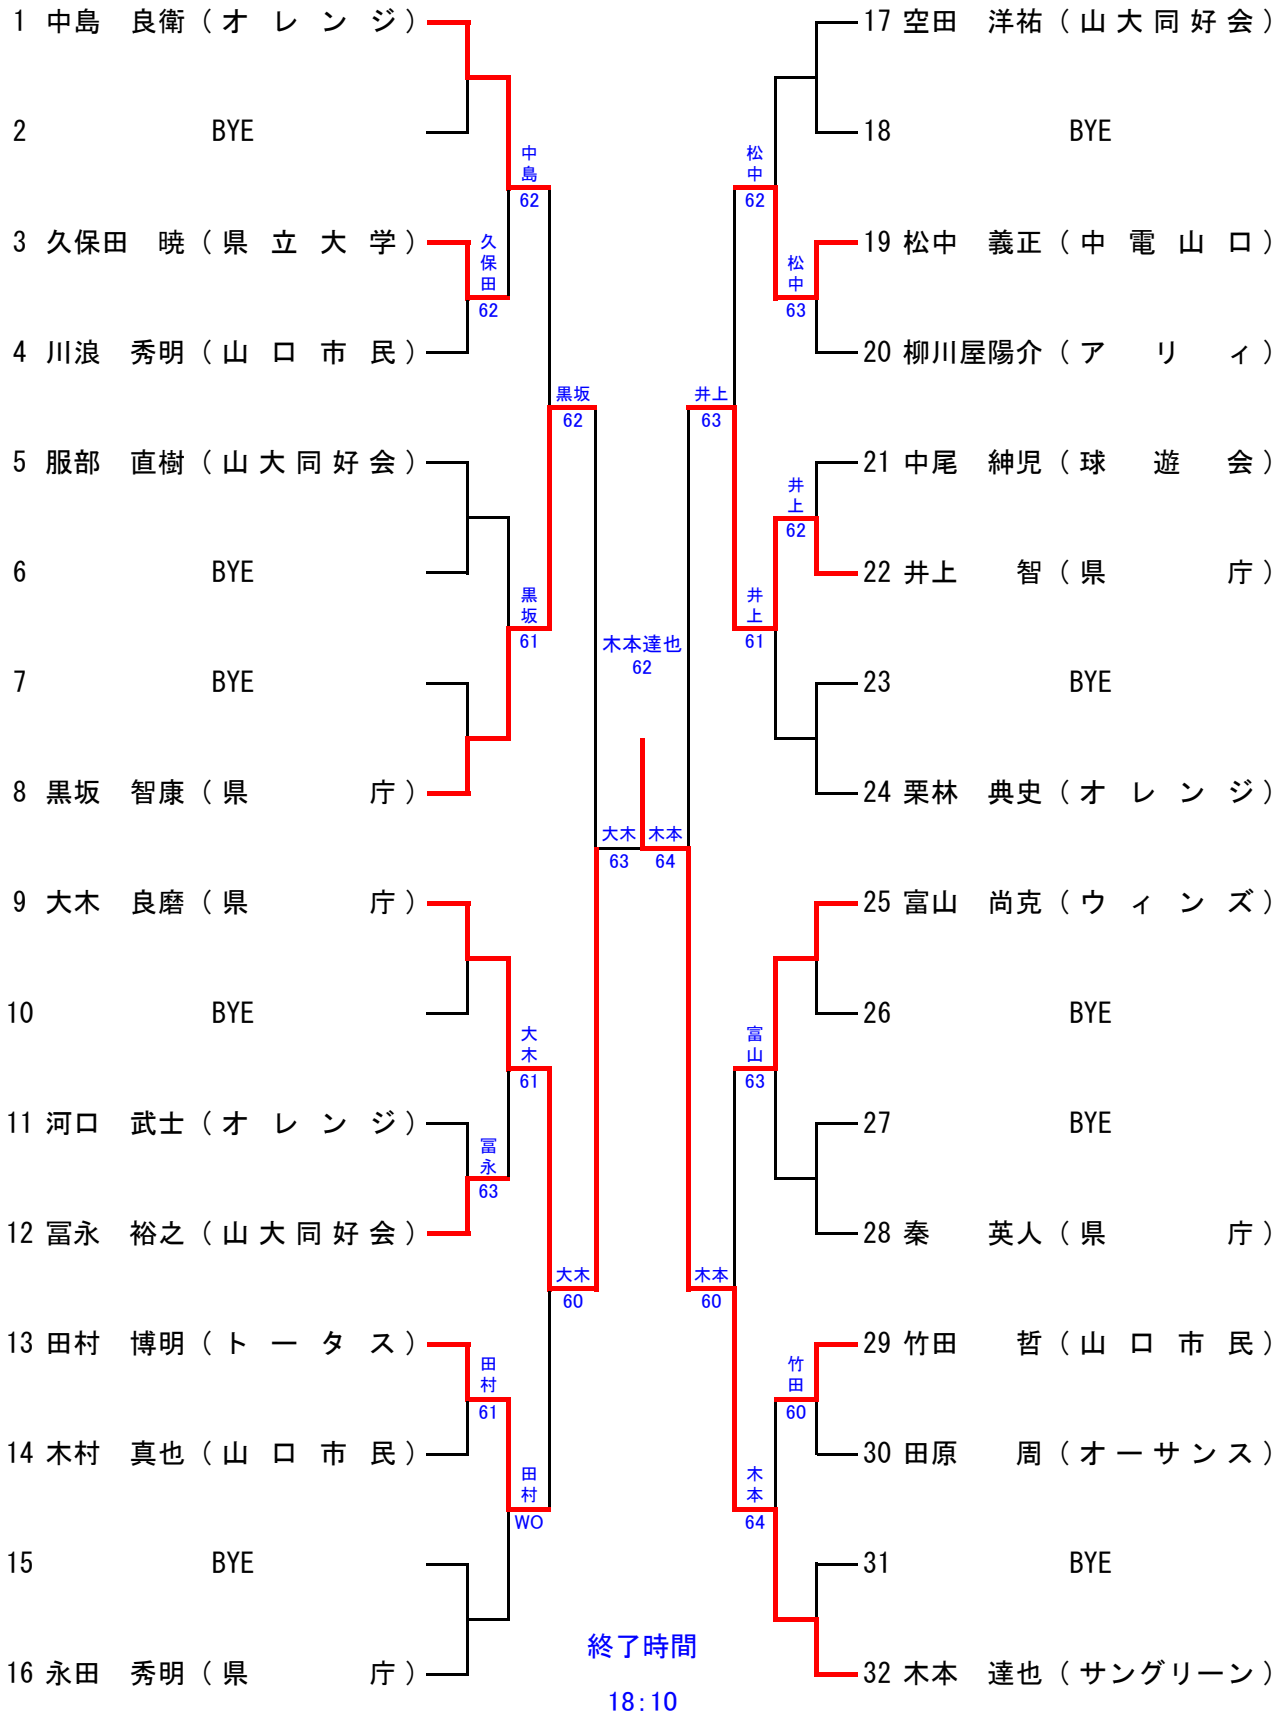 1 中島 良衛（オレンジ）
2 BYE
3 久保田 暁（県立大学）
4 川浪 秀明（山口市民）
5 服部 直樹（山大同好会）
6 BYE
7 BYE
8 黒坂 智康（県庁）
9 大木 良磨（県庁）
10 BYE
11 河口 武士（オレンジ）
12 冨永 裕之（山大同好会）
13 田村 博明（トータス）
14 木村 真也（山口市民）
15 BYE
16 永田 秀明（県庁）
久保田
62
冨永
63
田村
61
中島
62
黒坂
61
大木
61
田村
WO
黒坂
62
大木
60
大木
63
木本達也
62
木本
64
井上
63
木本
60
松中
62
井上
61
富山
63
木本
64
松中
63
井上
62
竹田
60
17 空田 洋祐（山大同好会）
18 BYE
19 松中 義正（中電山口）
20 柳川屋陽介（アリィ）
21 中尾 紳児（球遊会）
22 井上 智（県庁）
23 BYE
24 栗林 典史（オレンジ）
25 富山 尚克（ウィンズ）
26 BYE
27 BYE
28 秦 英人（県庁）
29 竹田 哲（山口市民）
30 田原 周（オーサンス）
31 BYE
32 木本 達也（サングリーン）
終了時間
18:10